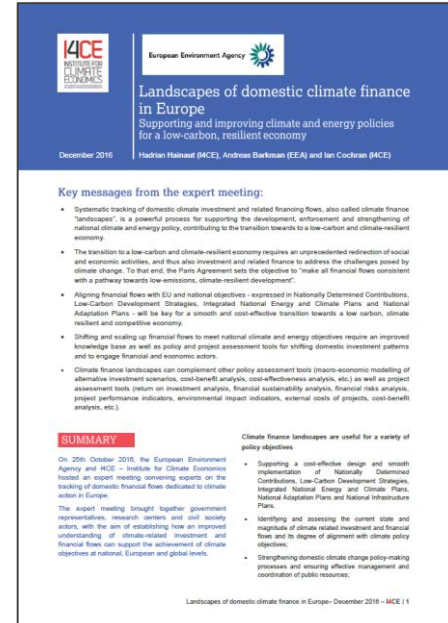 I4CE
INSTITUTE FOR
CLIMATE
ECONOMICS
European Environment Agency
Landscapes of domestic climate finance
in Europe
Supporting and improving climate and energy policies
for a low-carbon, resilient economy
December 2016
Hadrian Hainaut (I4CE), Andreas Barkman (EEA) and Ian Cochran (I4CE)
Key messages from the expert meeting:
• Systematic tracking of domestic climate investment and related financing flows, also called climate finance
"landscapes", is a powerful process for supporting the development, enforcement and strengthening of
national climate and energy policy, contributing to the transition towards to a low-carbon and climate-resilient
economy.
• The transition to a low-carbon and climate-resilient economy requires an unprecedented redirection of social
and economic activities, and thus also investment and related finance to address the challenges posed by
climate change. To that end, the Paris Agreement sets the objective to "make all financial flows consistent
with a pathway towards low-emissions, climate-resilient development".
• Aligning financial flows with EU and national objectives - expressed in Nationally Determined Contributions,
Low-Carbon Development Strategies, Integrated National Energy and Climate Plans and National
Adaptation Plans - will be key for a smooth and cost-effective transition towards a low carbon, climate
resilient and competitive economy.
• Shifting and scaling up financial flows to meet national climate and energy objectives require an improved
knowledge base as well as policy and project assessment tools for shifting domestic investment patterns
and to engage financial and economic actors.
• Climate finance landscapes can complement other policy assessment tools (macro-economic modelling of
alternative investment scenarios, cost-benefit analysis, cost-effectiveness analysis, etc.) as well as project
assessment tools (return on investment analysis, financial sustainability analysis, financial risks analysis,
project performance indicators, environmental impact indicators, external costs of projects, cost-benefit
analysis, etc.).
SUMMARY
On 25th October 2016, the European Environment
Agency and I4CE – Institute for Climate Economics
hosted an expert meeting convening experts on the
tracking of domestic financial flows dedicated to climate
action in Europe.
The expert meeting brought together government
representatives, research centers and civil society
actors, with the aim of establishing how an improved
understanding of climate-related investment and
financial flows can support the achievement of climate
objectives at national, European and global levels.
Climate finance landscapes are useful for a variety of
policy objectives
• Supporting a cost-effective design and smooth
implementation of Nationally Determined
Contributions, Low-Carbon Development Strategies,
Integrated National Energy and Climate Plans,
National Adaptation Plans and National Infrastructure
Plans.
• Identifying and assessing the current state and
magnitude of climate related investment and financial
flows and its degree of alignment with climate policy
objectives;
• Strengthening domestic climate change policy-making
processes and ensuring effective management and
coordination of public resources;
Landscapes of domestic climate finance in Europe– December 2016 – I4CE | 1